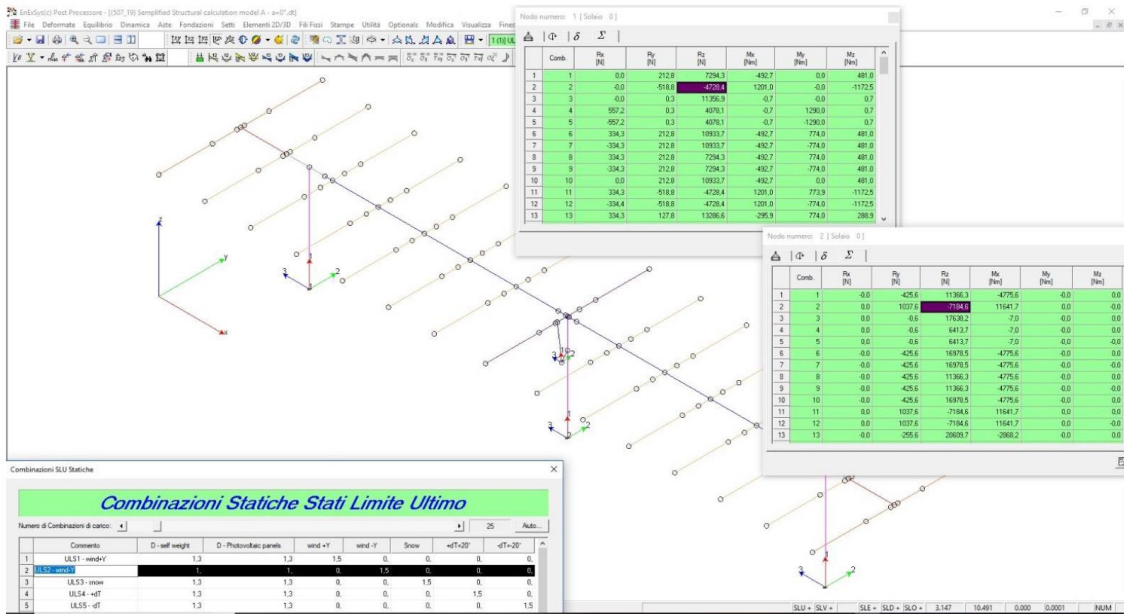 EnExSys(c) Post Processore - [(507_19) Semplified Structural calculation model A - a=0°.dt]
File Deformate Equilibrio Dinamica Aste Fondazioni Setti Elementi 2D/3D Fili Fissi Stampe Utilità Optionals Modifica Visualizza
1 (1) UL
z
y
x
3 1 2
3 1 2
3 1 2
1 2
Nodo numero: 1 [ Solaio 0 ]
δ Σ
Comb. Rx [N] Ry [N] Rz [N] Mx [Nm] My [Nm] Mz [Nm]
1 1 0,0 212,8 7294,3 -492,7 0,0 481,0
2 2 -0,0 -518,8 -4728,4 1201,0 -0,0 -1172,5
3 3 -0,0 0,3 11356,9 -0,7 -0,0 0,7
4 4 557,2 0,3 4078,1 -0,7 1290,0 0,7
5 5 -557,2 0,3 4078,1 -0,7 -1290,0 0,7
6 6 334,3 212,8 10933,7 -492,7 774,0 481,0
7 7 -334,3 212,8 10933,7 -492,7 -774,0 481,0
8 8 334,3 212,8 7294,3 -492,7 774,0 481,0
9 9 -334,3 212,8 7294,3 -492,7 -774,0 481,0
10 10 0,0 212,8 10933,7 -492,7 0,0 481,0
11 11 334,3 -518,8 -4728,4 1201,0 773,9 -1172,5
12 12 -334,4 -518,8 -4728,4 1201,0 -774,0 -1172,5
13 13 334,3 127,8 13286,6 -295,9 774,0 288,9
Nodo numero: 2 [ Solaio 0 ]
δ Σ
Comb. Rx [N] Ry [N] Rz [N] Mx [Nm] My [Nm] Mz [Nm]
1 1 -0,0 -425,6 11366,3 -4775,6 -0,0 0,0
2 2 0,0 1037,6 -7184,6 11641,7 0,0 -0,0
3 3 0,0 -0,6 17638,2 -7,0 -0,0 0,0
4 4 0,0 -0,6 6413,7 -7,0 -0,0 0,0
5 5 0,0 -0,6 6413,7 -7,0 -0,0 0,0
6 6 -0,0 -425,6 16978,5 -4775,6 -0,0 0,0
7 7 -0,0 -425,6 16978,5 -4775,6 -0,0 0,0
8 8 -0,0 -425,6 11366,3 -4775,6 -0,0 0,0
9 9 -0,0 -425,6 11366,3 -4775,6 -0,0 0,0
10 10 -0,0 -425,6 16978,5 -4775,6 -0,0 0,0
11 11 0,0 1037,6 -7184,6 11641,7 0,0 -0,0
12 12 0,0 1037,6 -7184,6 11641,7 0,0 -0,0
13 13 -0,0 -255,6 20609,7 -2868,2 -0,0 0,0
Combinazioni SLU Statiche
Combinazioni Statiche Stati Limite Ultimo
Numero di Combinazioni di carico: 25 Auto...
Commento D - self weight D - Photovoltaic panels wind +Y wind -Y Snow +dT+20° -dT=-20°
1 ULS1 - wind+Y 1,3 1,3 1,5 0, 0, 0, 0,
2 ULS2 - wind-Y 1, 1, 0, 1,5 0, 0, 0,
3 ULS3 - snow 1,3 1,3 0, 0, 1,5 0, 0,
4 ULS4 - +dT 1,3 1,3 0, 0, 0, 1,5 0,
5 ULS5 - -dT 1,3 1,3 0, 0, 0, 0, 1,5
SLU + SLV + SLE + SLD + SLO + 3.147 10.491 0.000 0.0001 NUM